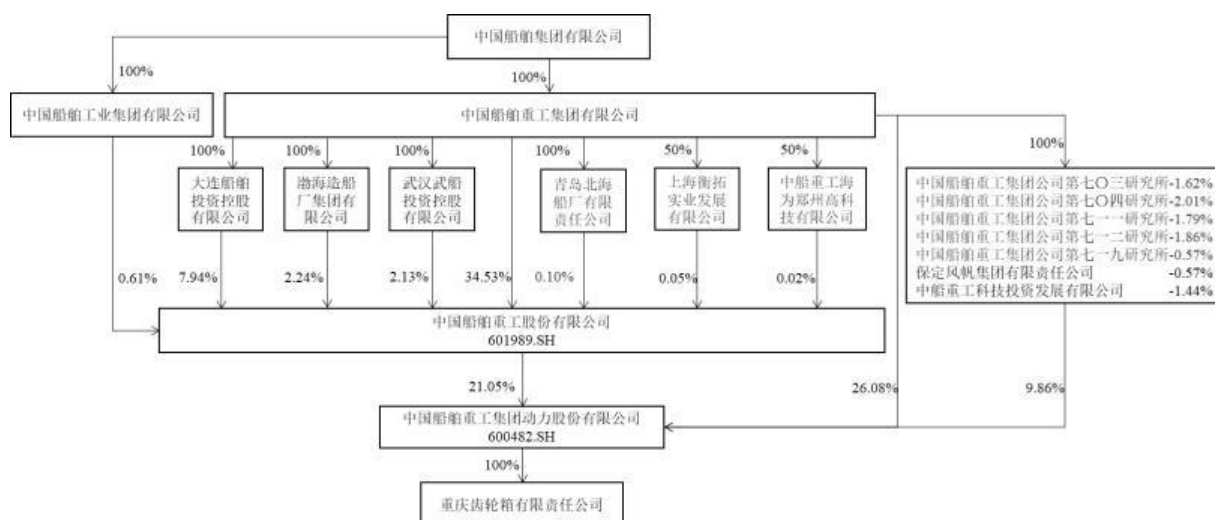 中国船舶集团有限公司
100%
100%
中国船舶工业集团有限公司
中国船舶重工集团有限公司
100%
100%
100%
100%
50%
50%
100%
大连船舶
投资控股
有限公司
渤海造船
厂集团有
限公司
武汉武船
投资控股
有限公司
青岛北海
船厂有限
责任公司
上海衡拓
实业发展
有限公司
中船重工海
为郑州高科
技有限公司
中国船舶重工集团公司第七〇三研究所-1.62%
中国船舶重工集团公司第七〇四研究所-2.01%
中国船舶重工集团公司第七一一研究所-1.79%
中国船舶重工集团公司第七一二研究所-1.86%
中国船舶重工集团公司第七一九研究所-0.57%
保定风帆集团有限责任公司 -0.57%
中船重工科技投资发展有限公司 -1.44%
0.61%
7.94%
2.24%
2.13%
34.53%
0.10%
0.05%
0.02%
中国船舶重工股份有限公司
601989.SH
21.05%
26.08%
9.86%
中国船舶重工集团动力股份有限公司
600482.SH
100%
重庆齿轮箱有限责任公司